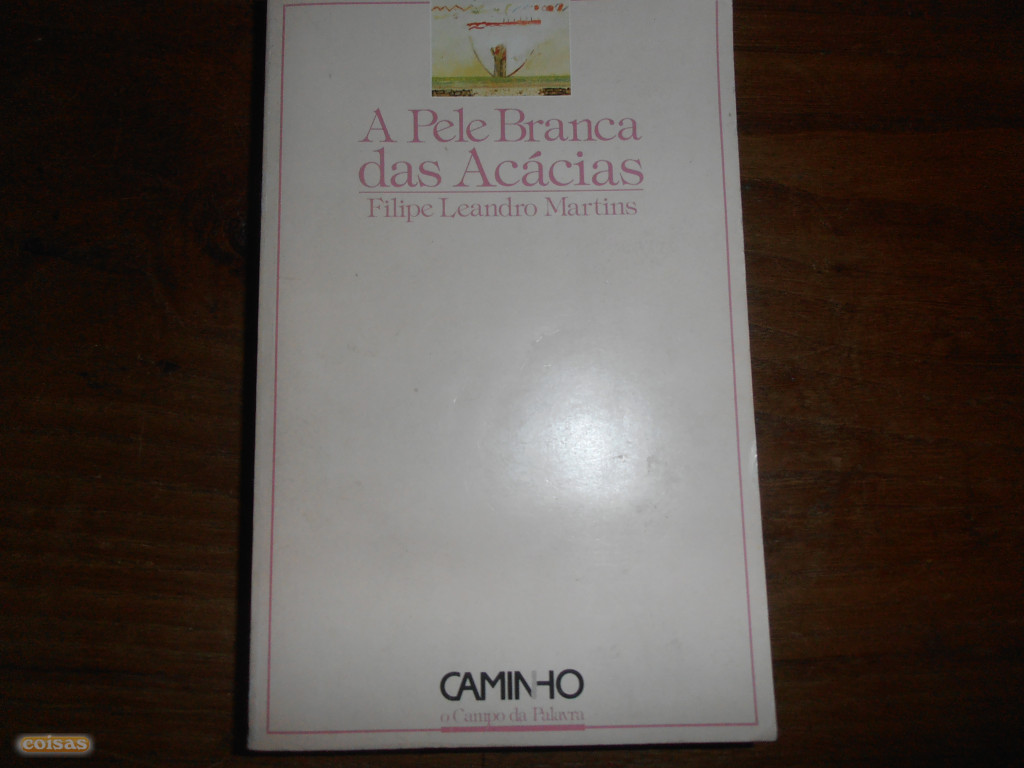 A Pele Branca
das Acácias
Filipe Leandro Martins
CAMINHO
o Campo da Palavra
coisas